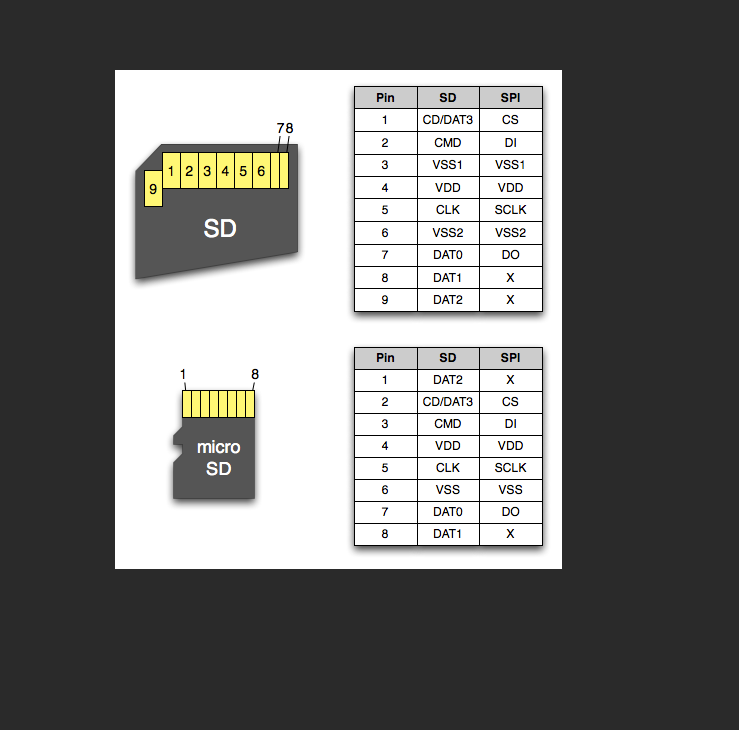 78
1 2 3 4 5 6
9
SD
Pin SD SPI
1 CD/DAT3 CS
2 CMD DI
3 VSS1 VSS1
4 VDD VDD
5 CLK SCLK
6 VSS2 VSS2
7 DAT0 DO
8 DAT1 X
9 DAT2 X
1 8
micro
SD
Pin SD SPI
1 DAT2 X
2 CD/DAT3 CS
3 CMD DI
4 VDD VDD
5 CLK SCLK
6 VSS VSS
7 DAT0 DO
8 DAT1 X